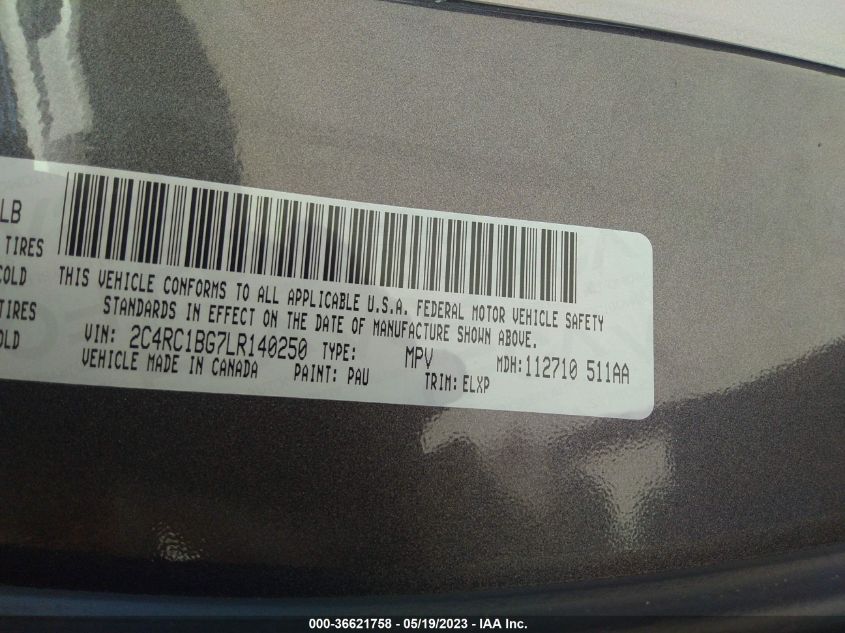 LB
TIRES
COLD
TIRES
OLD
THIS VEHICLE CONFORMS TO ALL APPLICABLE U.S.A. FEDERAL MOTOR VEHICLE SAFETY
STANDARDS IN EFFECT ON THE DATE OF MANUFACTURE SHOWN ABOVE.
VIN: 2C4RC1BG7LR140250 TYPE: MPV MDH:112710 511AA
VEHICLE MADE IN CANADA PAINT: PAU TRIM: ELXP
000-36621758 - 05/19/2023 - IAA Inc.